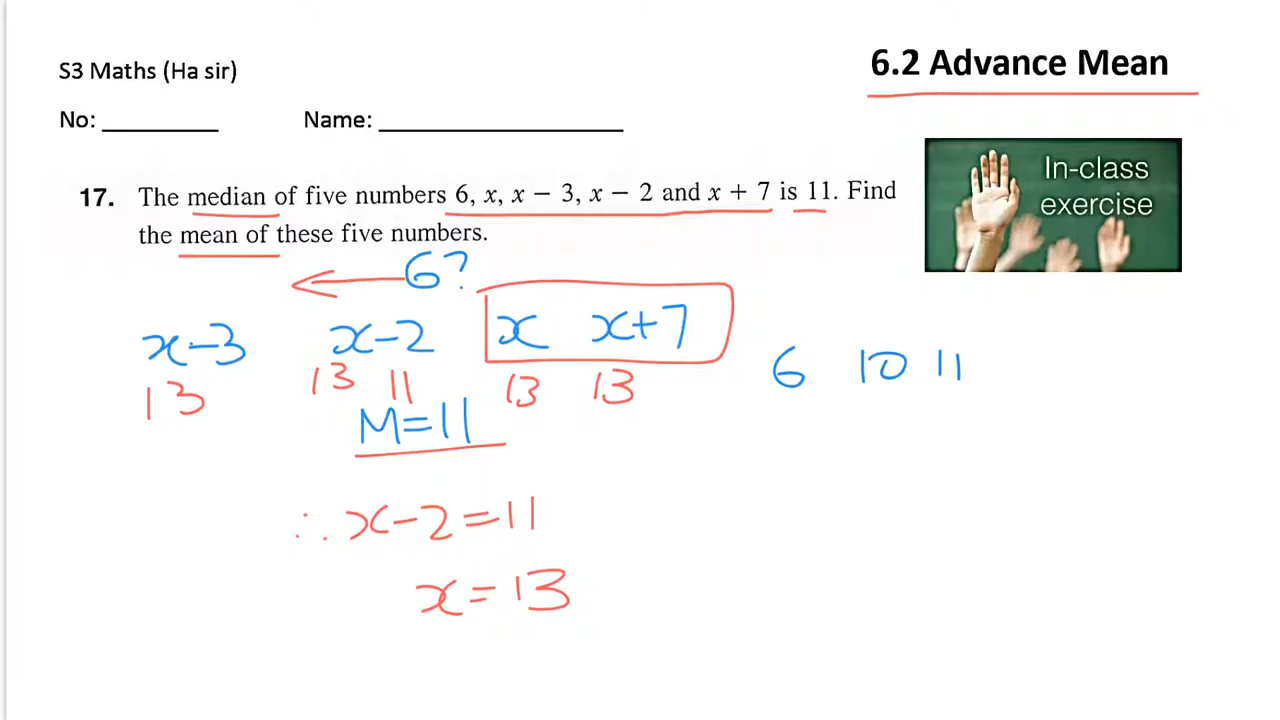 S3 Maths (Ha sir)
6.2 Advance Mean
No: ________ Name: ________________
In-class
exercise
17. The median of five numbers 6, x, x − 3, x − 2 and x + 7 is 11. Find
the mean of these five numbers.
6?
x-3 x-2 x x+7
6 10 11
13 13 11 13 13
M=11
∴ x-2=11
x=13